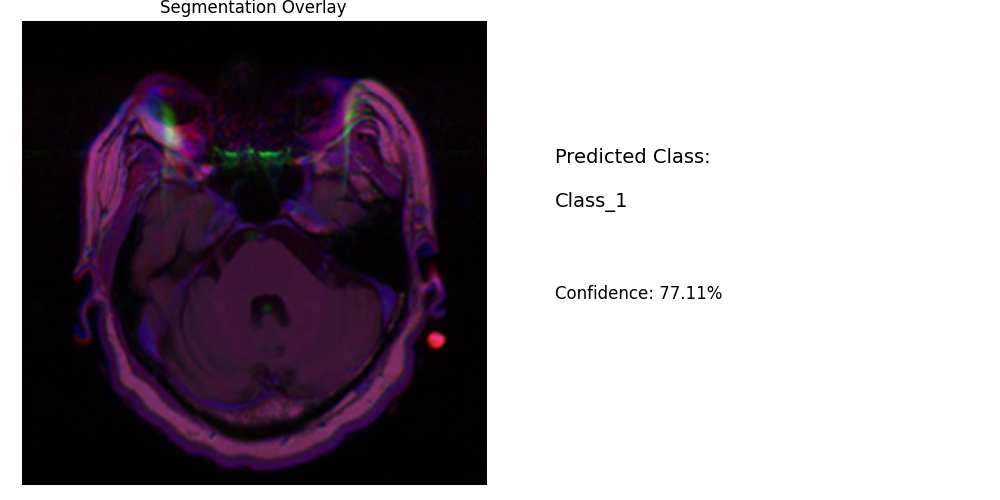 Segmentation Overlay
Predicted Class:
Class_1
Confidence: 77.11%